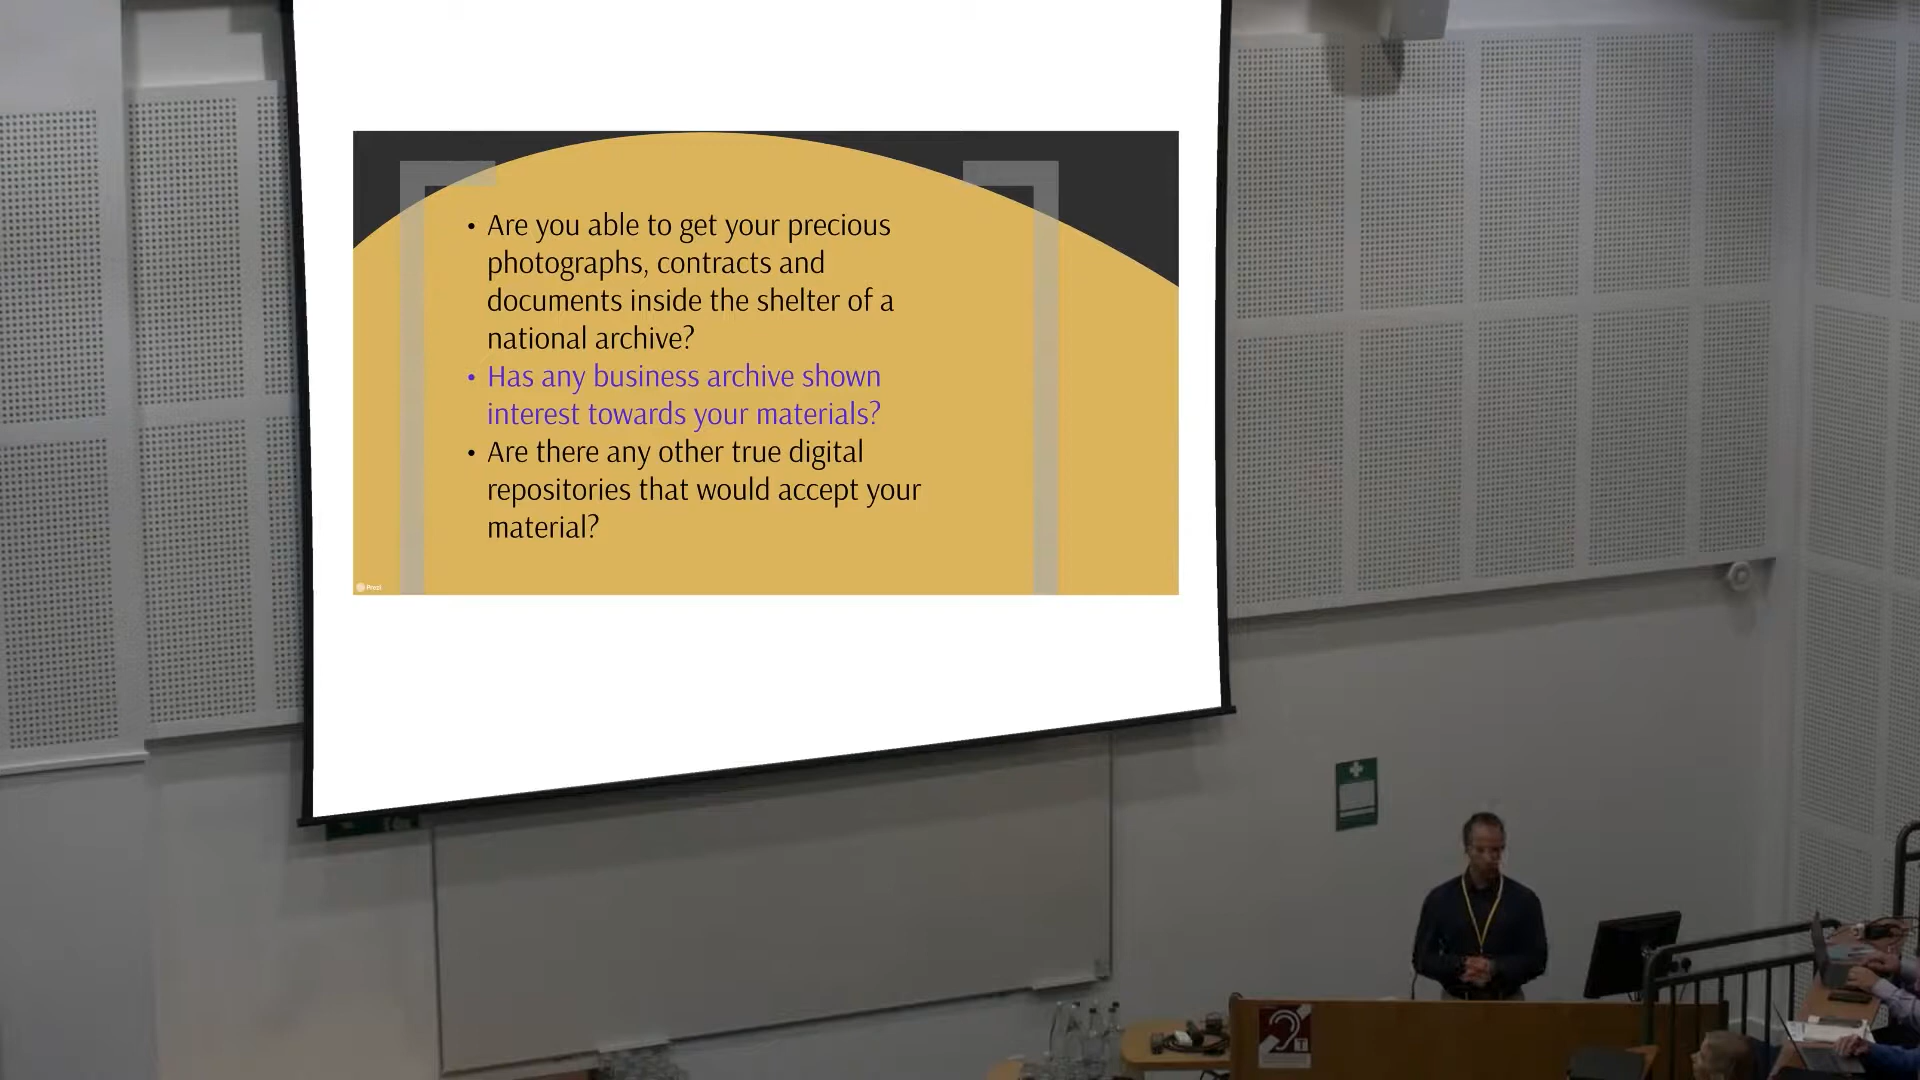 • Are you able to get your precious
photographs, contracts and
documents inside the shelter of a
national archive?
• Has any business archive shown
interest towards your materials?
• Are there any other true digital
repositories that would accept your
material?
Prezi
T